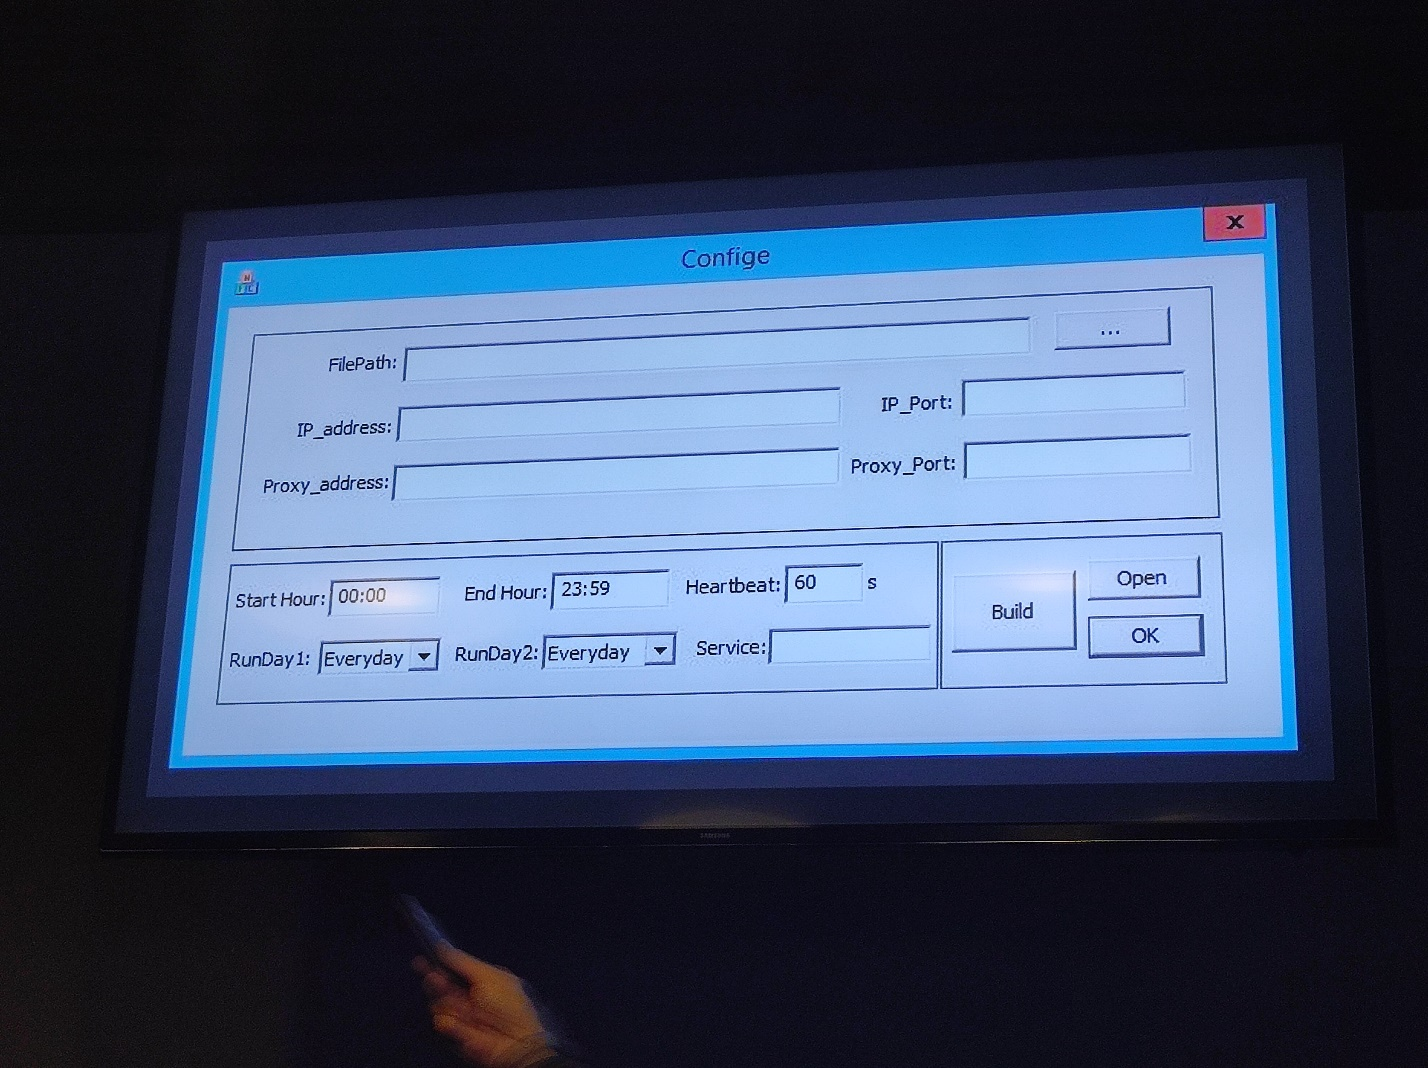 Confige
X
FilePath: ...
IP_address: IP_Port:
Proxy_address: Proxy_Port:
Start Hour: 00:00 End Hour: 23:59 Heartbeat: 60 s
RunDay1: Everyday RunDay2: Everyday Service:
Build
Open
OK
SAMSUNG